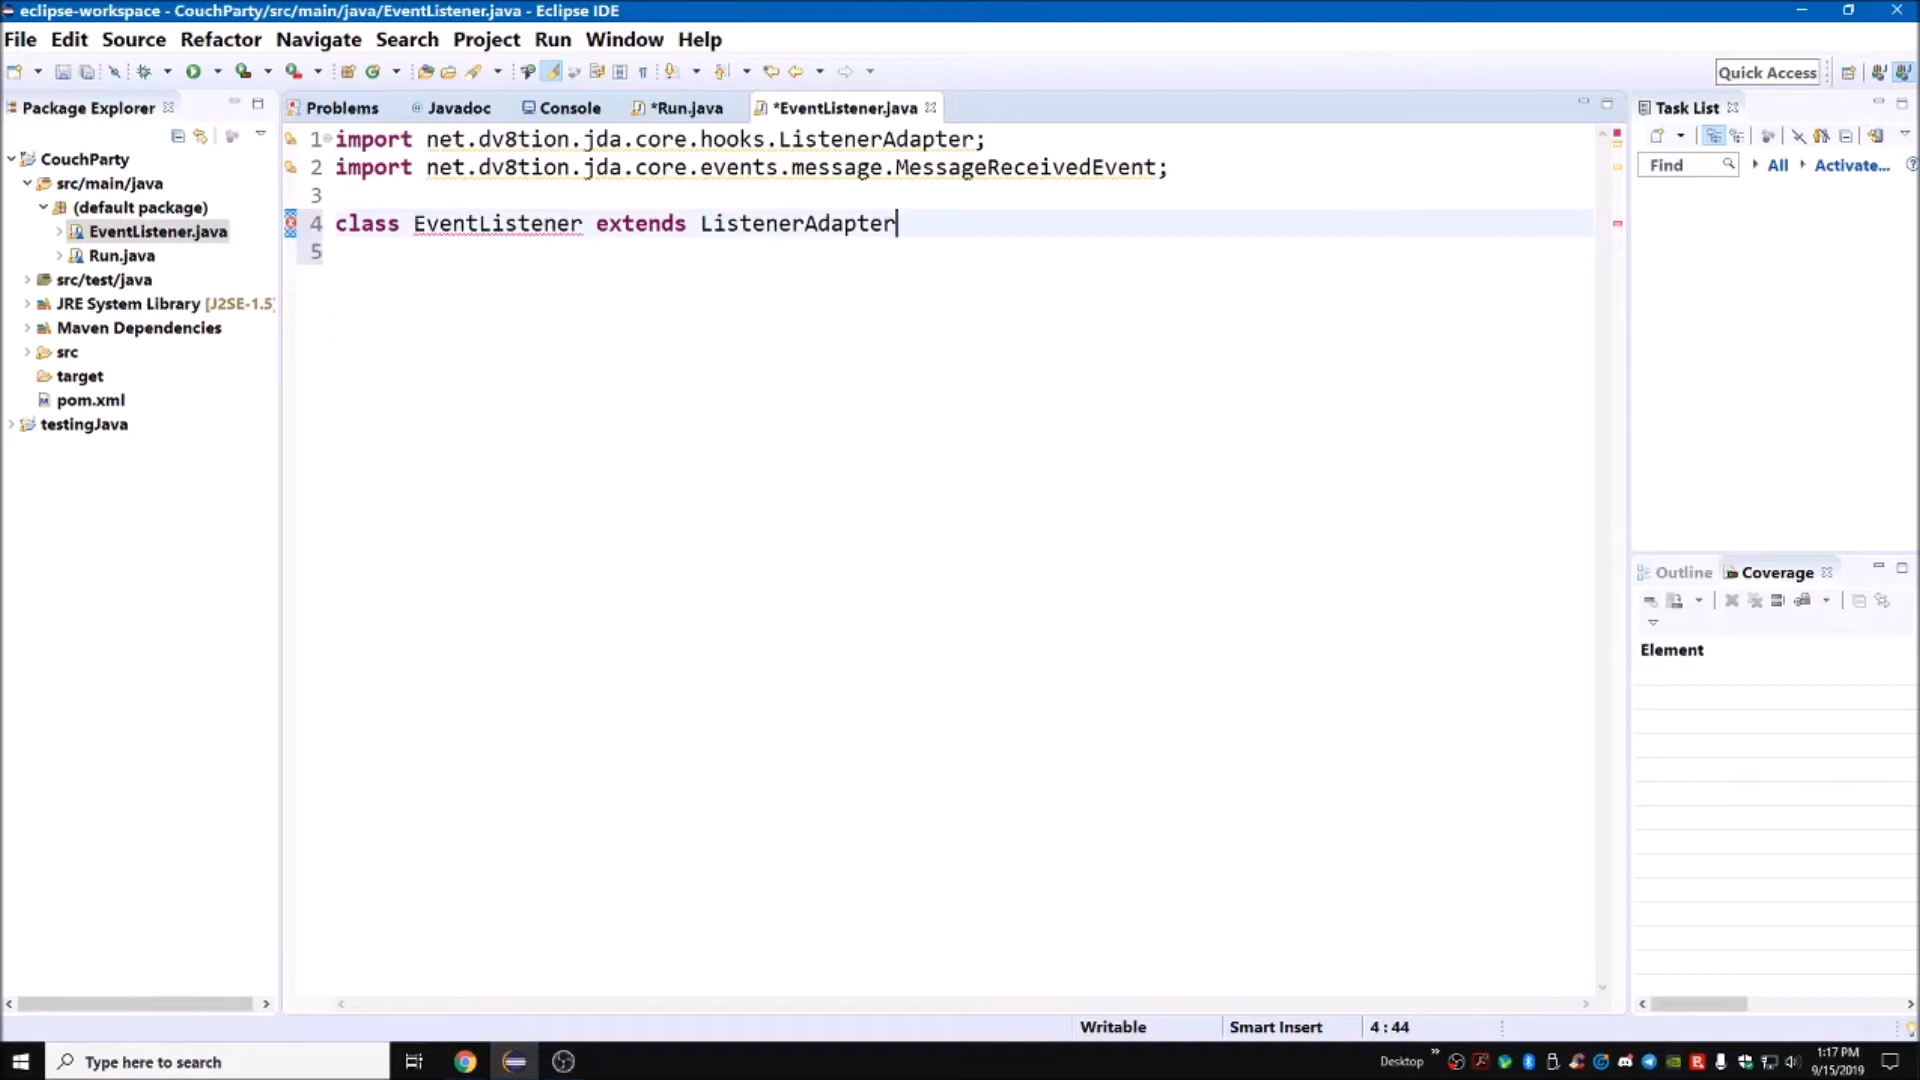 eclipse-workspace - CouchParty/src/main/java/EventListener.java - Eclipse IDE
File Edit Source Refactor Navigate Search Project Run Window Help
Quick Access
Package Explorer
Problems
@ Javadoc
Console
*Run.java
*EventListener.java
Task List
CouchParty
src/main/java
(default package)
EventListener.java
Run.java
src/test/java
JRE System Library [J2SE-1.5]
Maven Dependencies
src
target
pom.xml
testingJava
1 import net.dv8tion.jda.core.hooks.ListenerAdapter;
2 import net.dv8tion.jda.core.events.message.MessageReceivedEvent;
3
4 class EventListener extends ListenerAdapter
5
Find
All
Activate...
Outline
Coverage
Element
Writable
Smart Insert
4 : 44
Type here to search
Desktop
1:17 PM
9/15/2019